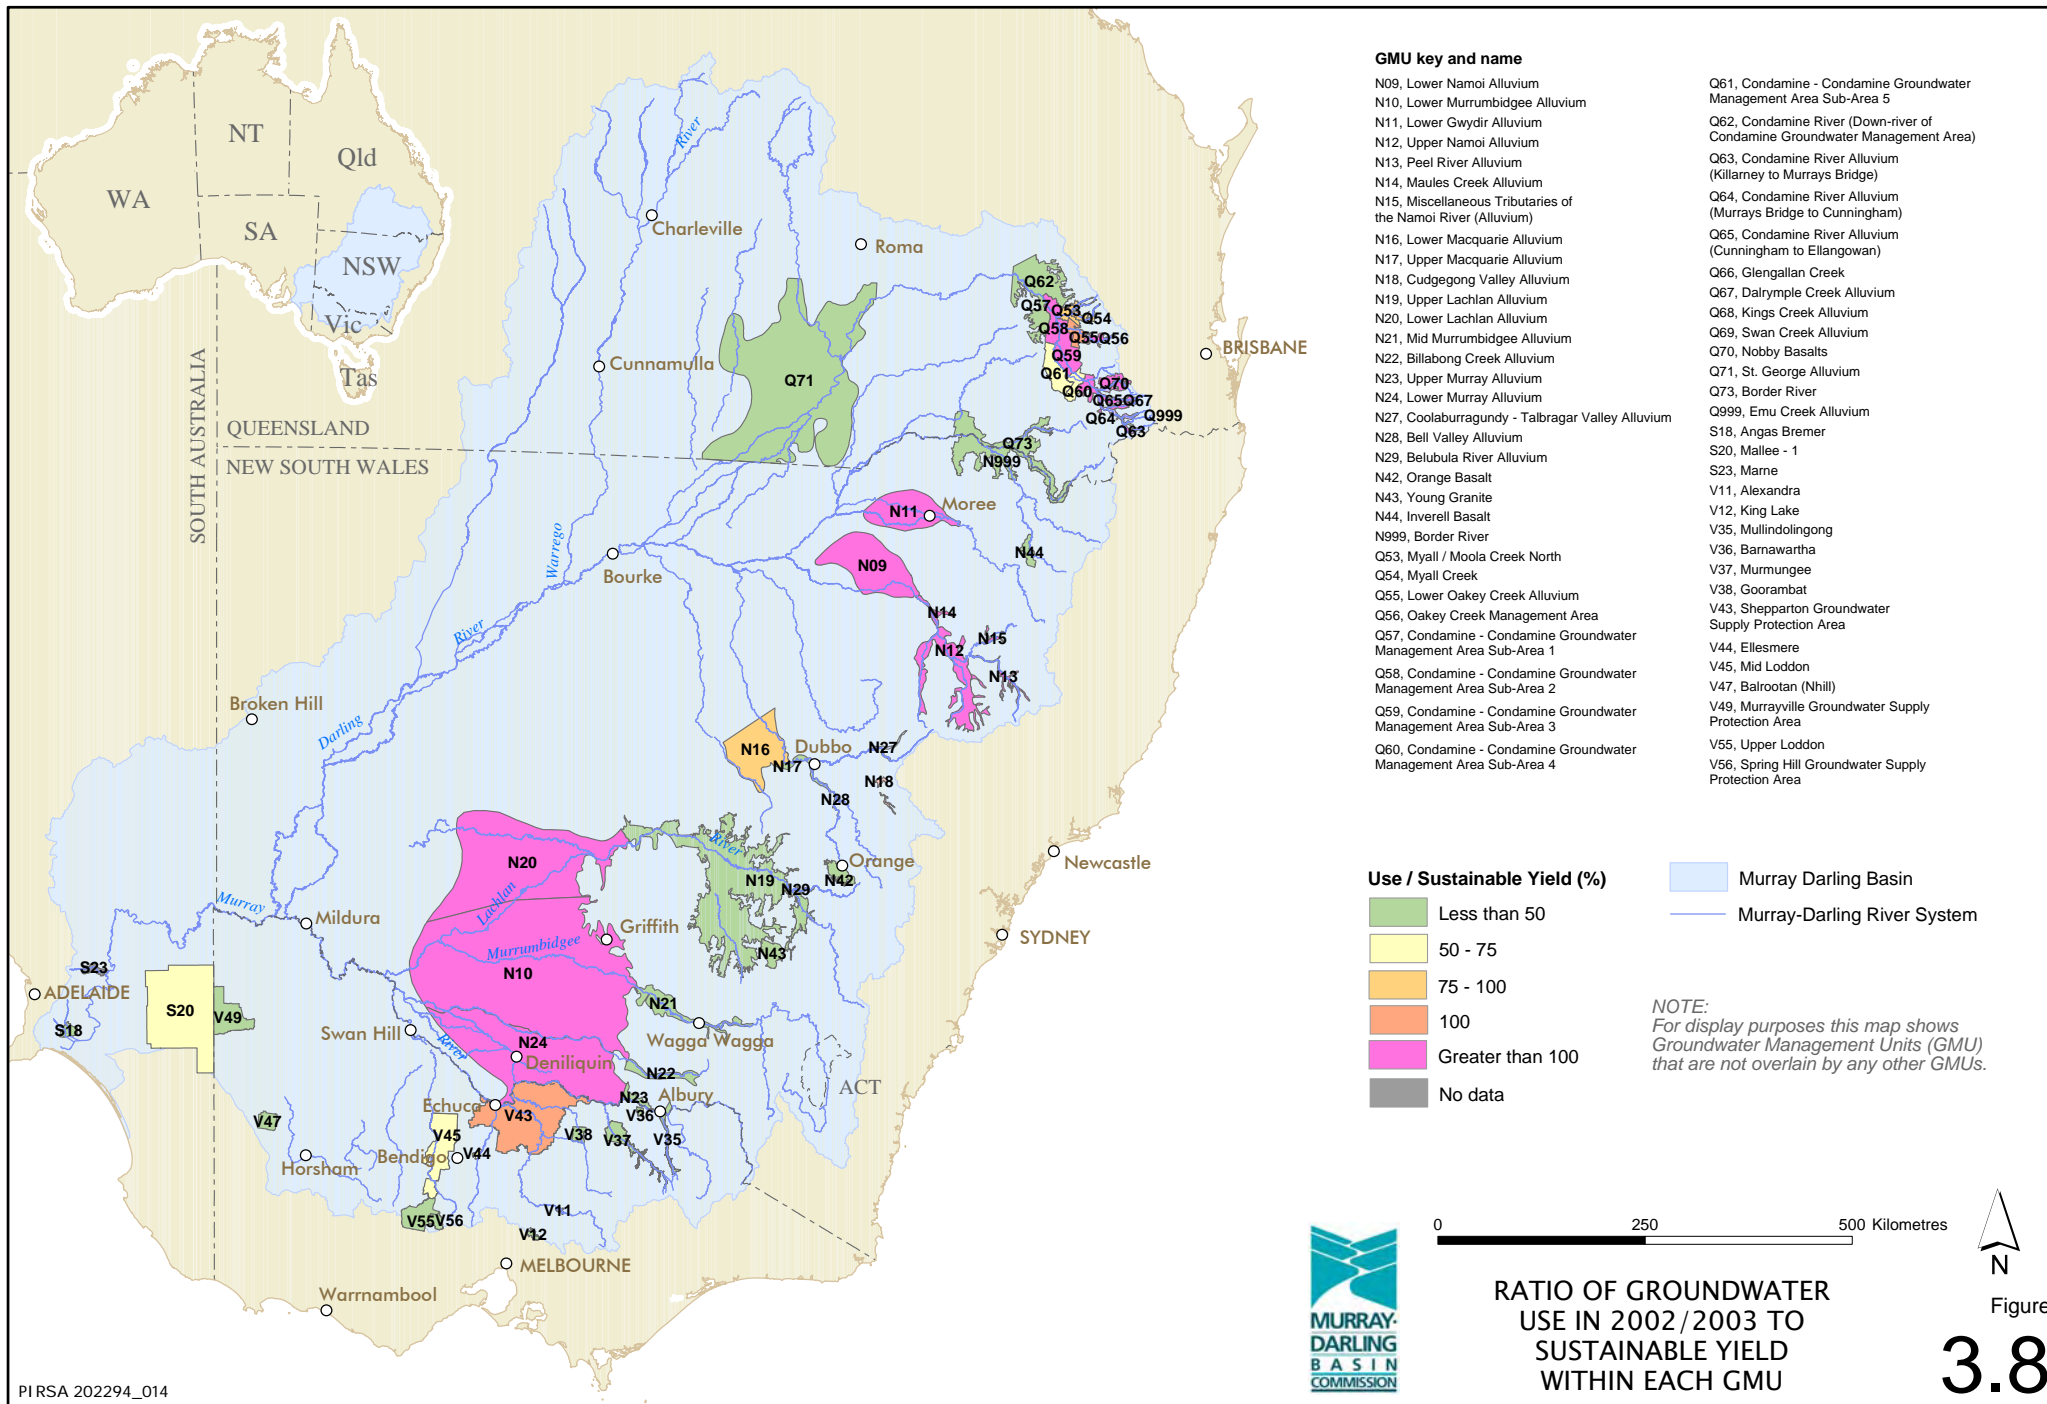 WA
NT
Qld
SA
NSW
Vic
Tas
SOUTH AUSTRALIA
QUEENSLAND
NEW SOUTH WALES
River
Charleville
Roma
Cunnamulla
Q71
Q62
Q57
Q53
Q54
Q58
Q55
Q56
Q59
BRISBANE
Q61
Q60
Q70
Q65
Q67
Q64
Q999
Q63
Q73
N999
Warrego
N11
Moree
Bourke
N09
N44
River
N14
N15
N12
N13
Broken Hill
Darling
N16
Dubbo
N27
N17
N18
N28
N20
River
Orange
Newcastle
Lachlan
N19
N29
N42
Murray
Mildura
Griffith
Murrumbidgee
SYDNEY
N43
N10
S23
ADELAIDE
S20
V49
N21
S18
Swan Hill
River
N24
Deniliquin
Wagga Wagga
N22
ACT
Echuca
N23
Albury
V43
V36
V47
V45
V38
V37
V35
Horsham
Bendigo
V44
V55
V56
V11
V12
MELBOURNE
Warrnambool
PIRSA 202294_014
GMU key and name
N09, Lower Namoi Alluvium
N10, Lower Murrumbidgee Alluvium
N11, Lower Gwydir Alluvium
N12, Upper Namoi Alluvium
N13, Peel River Alluvium
N14, Maules Creek Alluvium
N15, Miscellaneous Tributaries of
the Namoi River (Alluvium)
N16, Lower Macquarie Alluvium
N17, Upper Macquarie Alluvium
N18, Cudgegong Valley Alluvium
N19, Upper Lachlan Alluvium
N20, Lower Lachlan Alluvium
N21, Mid Murrumbidgee Alluvium
N22, Billabong Creek Alluvium
N23, Upper Murray Alluvium
N24, Lower Murray Alluvium
N27, Coolaburragundy - Talbragar Valley Alluvium
N28, Bell Valley Alluvium
N29, Belubula River Alluvium
N42, Orange Basalt
N43, Young Granite
N44, Inverell Basalt
N999, Border River
Q53, Myall / Moola Creek North
Q54, Myall Creek
Q55, Lower Oakey Creek Alluvium
Q56, Oakey Creek Management Area
Q57, Condamine - Condamine Groundwater
Management Area Sub-Area 1
Q58, Condamine - Condamine Groundwater
Management Area Sub-Area 2
Q59, Condamine - Condamine Groundwater
Management Area Sub-Area 3
Q60, Condamine - Condamine Groundwater
Management Area Sub-Area 4
Q61, Condamine - Condamine Groundwater
Management Area Sub-Area 5
Q62, Condamine River (Down-river of
Condamine Groundwater Management Area)
Q63, Condamine River Alluvium
(Killarney to Murrays Bridge)
Q64, Condamine River Alluvium
(Murrays Bridge to Cunningham)
Q65, Condamine River Alluvium
(Cunningham to Ellangowan)
Q66, Glengallan Creek
Q67, Dalrymple Creek Alluvium
Q68, Kings Creek Alluvium
Q69, Swan Creek Alluvium
Q70, Nobby Basalts
Q71, St. George Alluvium
Q73, Border River
Q999, Emu Creek Alluvium
S18, Angas Bremer
S20, Mallee - 1
S23, Marne
V11, Alexandra
V12, King Lake
V35, Mullindolingong
V36, Barnawartha
V37, Murmungee
V38, Goorambat
V43, Shepparton Groundwater
Supply Protection Area
V44, Ellesmere
V45, Mid Loddon
V47, Balrootan (Nhill)
V49, Murrayville Groundwater Supply
Protection Area
V55, Upper Loddon
V56, Spring Hill Groundwater Supply
Protection Area
Use / Sustainable Yield (%)
Less than 50
50 - 75
75 - 100
100
Greater than 100
No data
Murray Darling Basin
Murray-Darling River System
NOTE:
For display purposes this map shows
Groundwater Management Units (GMU)
that are not overlain by any other GMUs.
0 250 500 Kilometres
N
MURRAY-
DARLING
BASIN
COMMISSION
RATIO OF GROUNDWATER
USE IN 2002/2003 TO
SUSTAINABLE YIELD
WITHIN EACH GMU
Figure
3.8